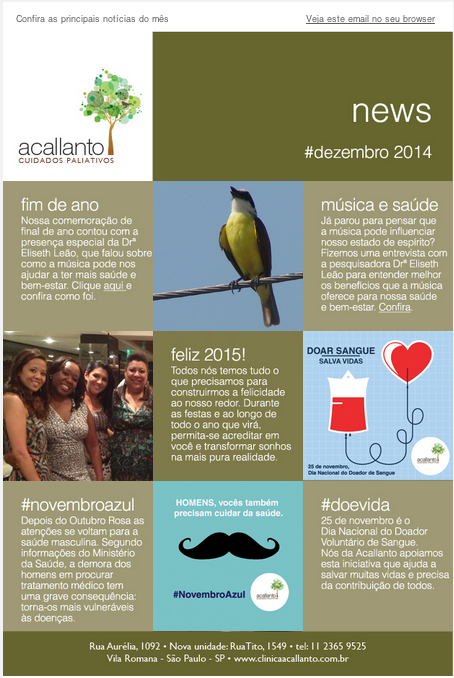 Confira as principais notícias do mês
Veja este email no seu browser
acallanto
CUIDADOS PALIATIVOS
news
#dezembro 2014
fim de ano
Nossa comemoração de
final de ano contou com a
presença especial da Drª
Eliseth Leão, que falou sobre
como a música pode nos
ajudar a ter mais saúde e
bem-estar. Clique aqui e
confira como foi.
música e saúde
Já parou para pensar que
a música pode influenciar
nosso estado de espírito?
Fizemos uma entrevista com
a pesquisadora Drª Eliseth
Leão para entender melhor
os benefícios que a música
oferece para nossa saúde
e bem-estar. Confira.
feliz 2015!
Todos nós temos tudo o
que precisamos para
construirmos a felicidade
ao nosso redor. Durante
as festas e ao longo de
todo o ano que virá,
permita-se acreditar em
você e transformar sonhos
na mais pura realidade.
DOAR SANGUE
SALVA VIDAS
25 de novembro,
Dia Nacional do Doador de Sangue
acallanto
#novembroazul
Depois do Outubro Rosa as
atenções se voltam para a
saúde masculina. Segundo
informações do Ministério
da Saúde, a demora dos
homens em procurar
tratamento médico tem
uma grave consequência:
torna-os mais vulneráveis
às doenças.
HOMENS, vocês também
precisam cuidar da saúde.
#NovembroAzul
acallanto
#doevida
25 de novembro é o
Dia Nacional do Doador
Voluntário de Sangue.
Nós da Acallanto apoiamos
esta iniciativa que ajuda a
salvar muitas vidas e precisa
da contribuição de todos.
Rua Aurélia, 1092 • Nova unidade: Rua Tito, 1549 • tel: 11 2365 9525
Vila Romana - São Paulo - SP • www.clinicaacallanto.com.br